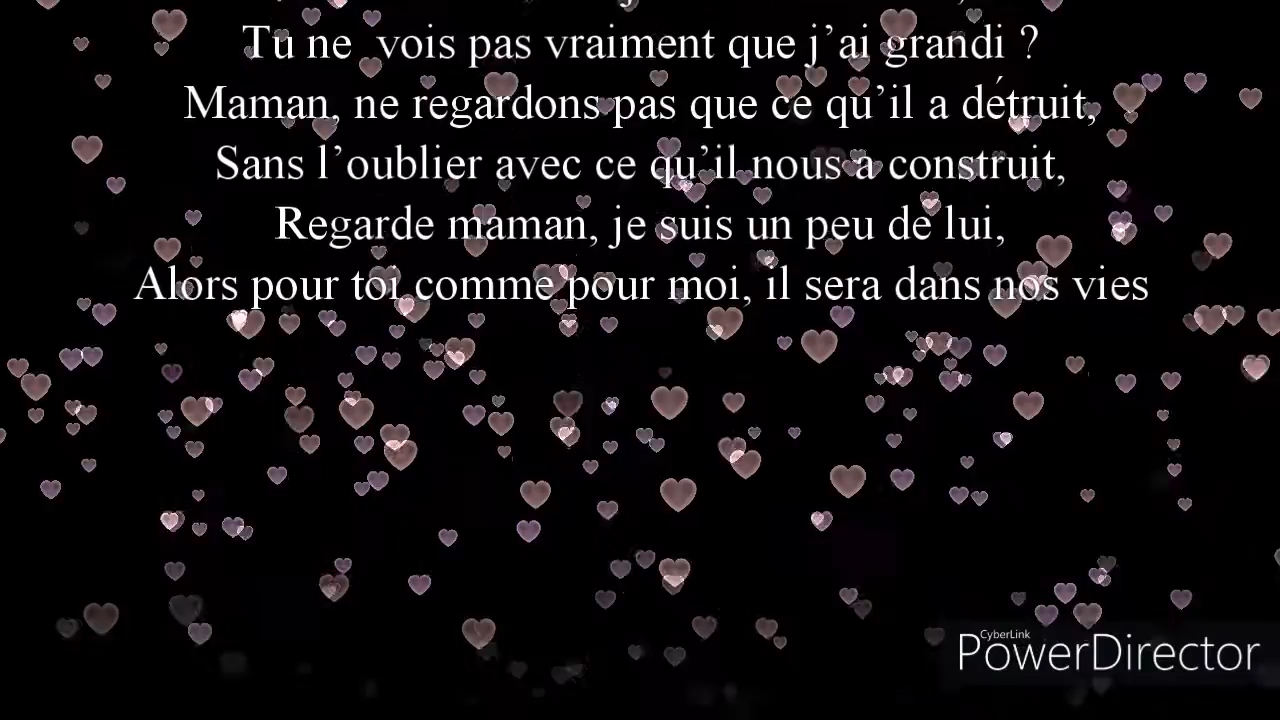 Tu ne  vois pas vraiment que j’ai grandi ?
Maman, ne regardons pas que ce qu’il a détruit,
Sans l’oublier avec ce qu’il nous a construit,
Regarde maman, je suis un peu de lui,
Alors pour toi comme pour moi, il sera dans nos vies
CyberLink
PowerDirector